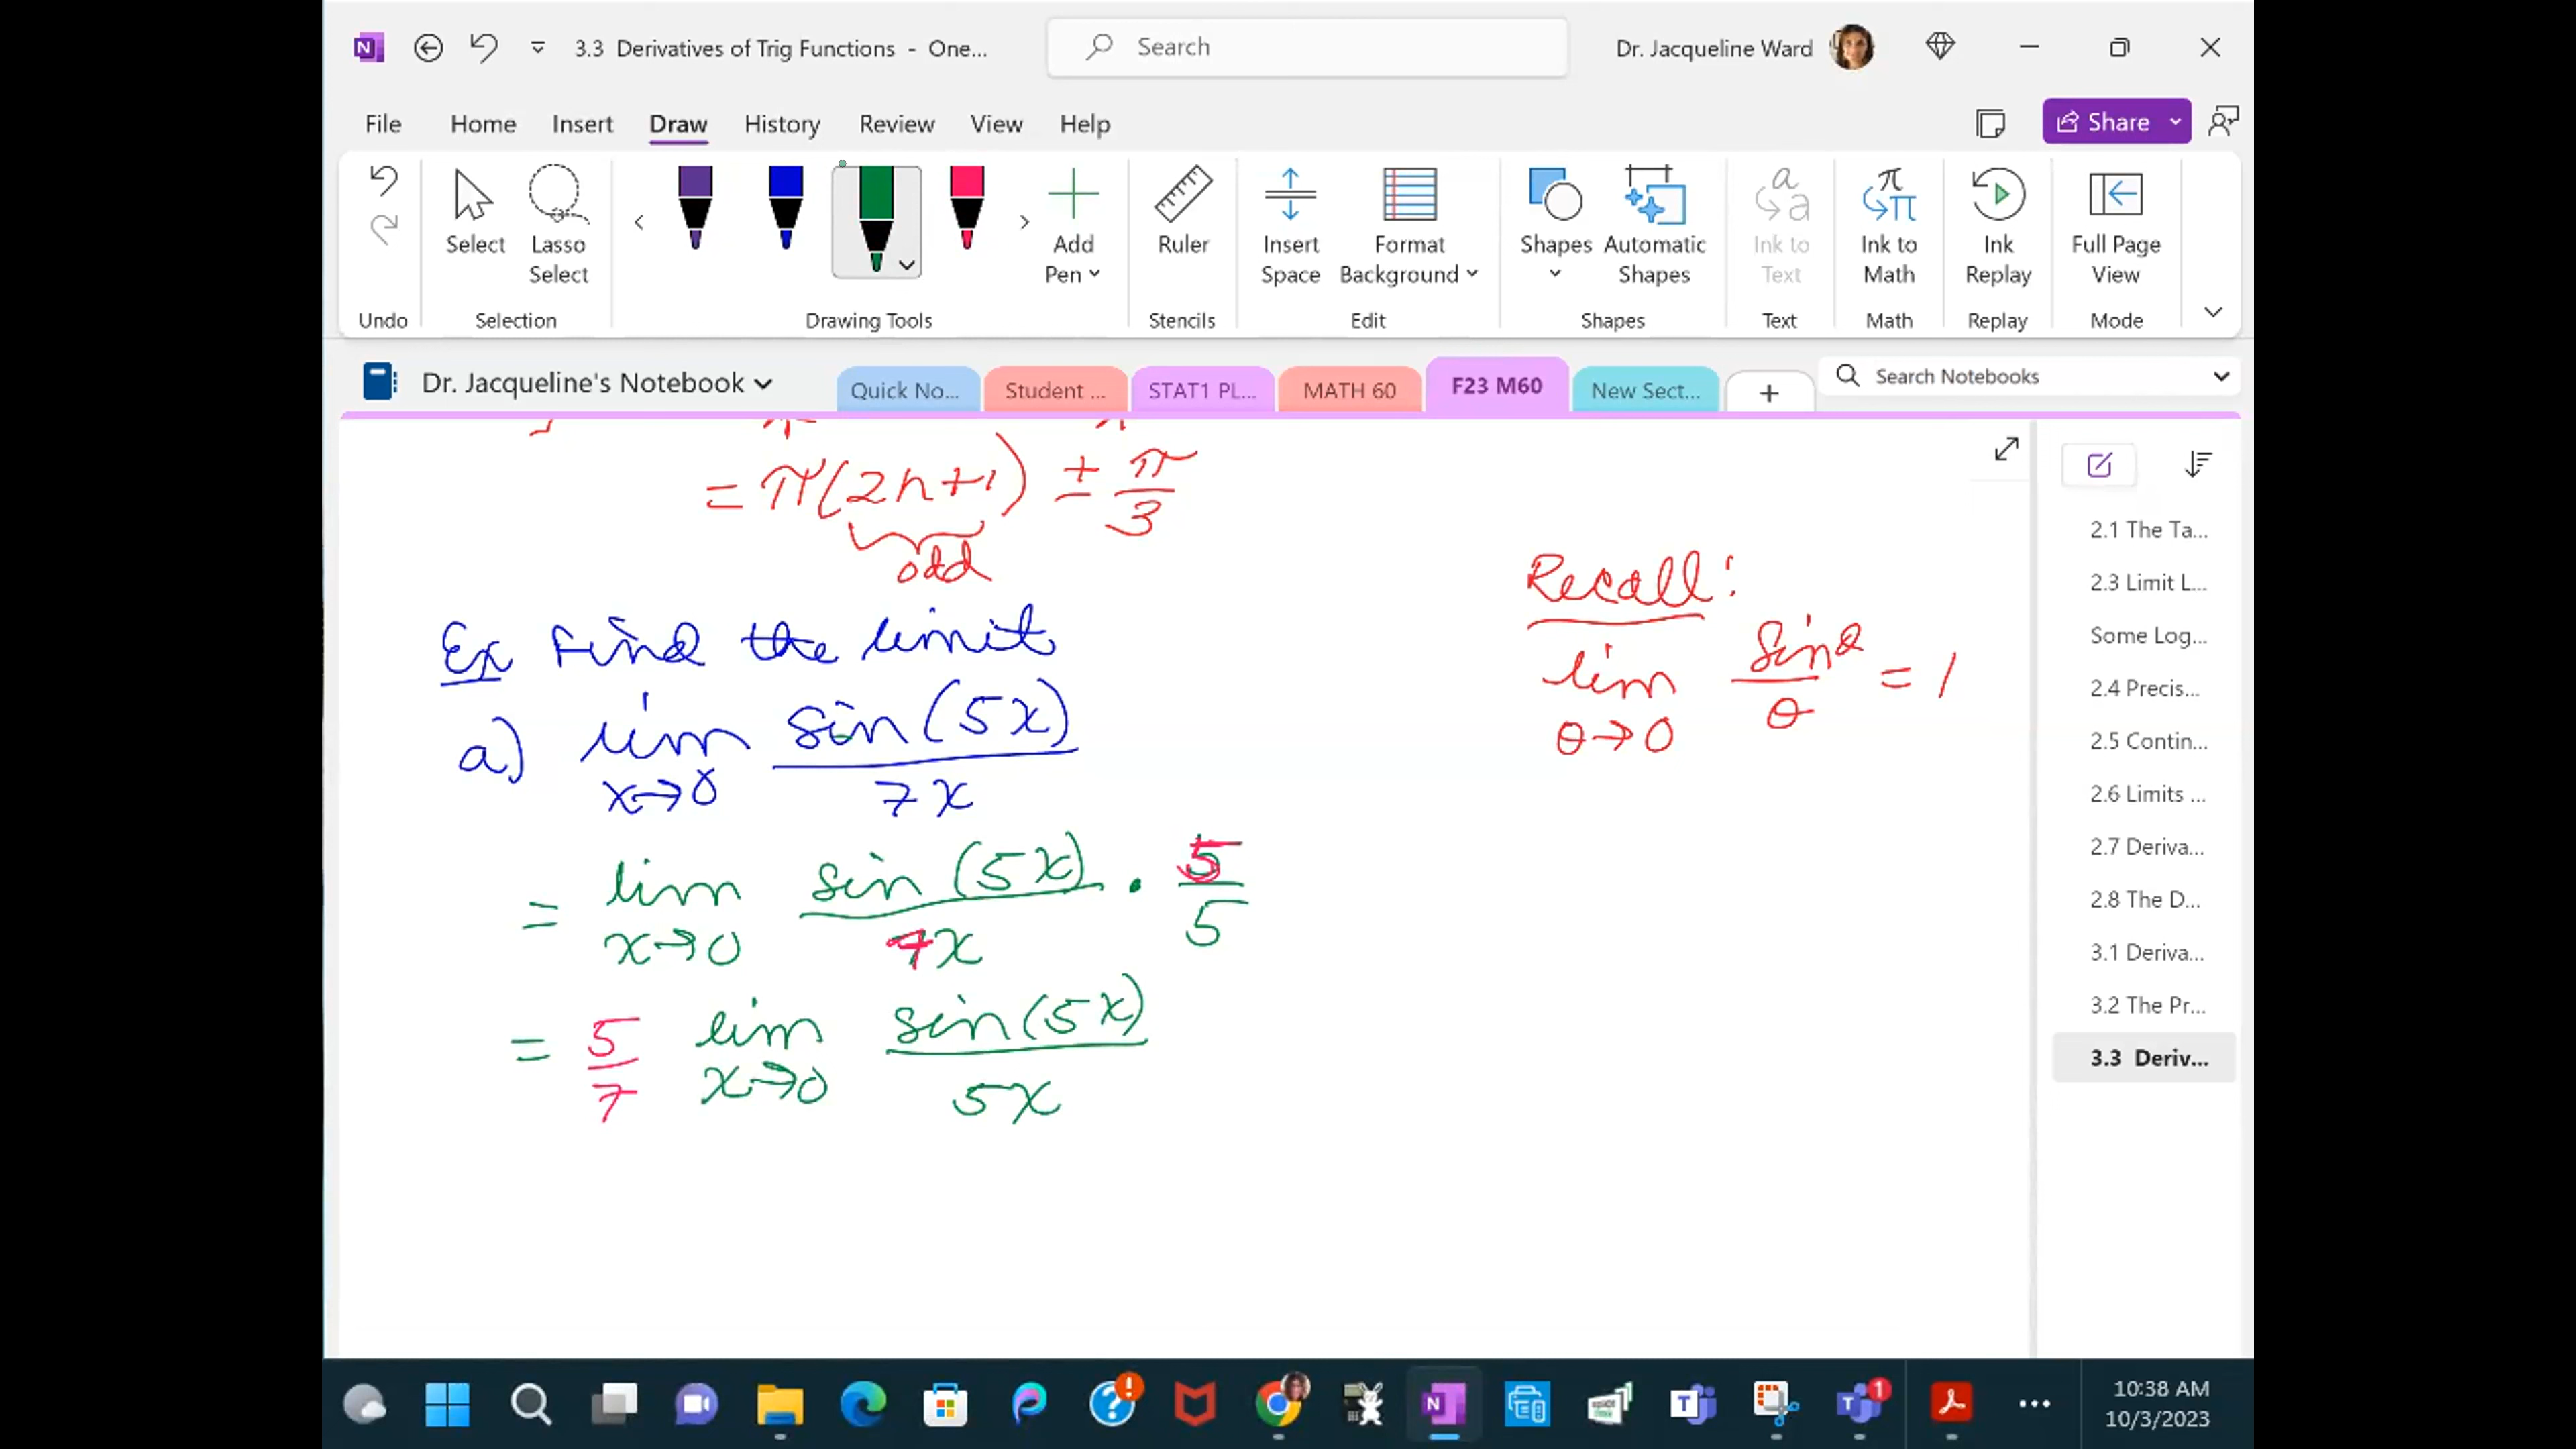 3.3 Derivatives of Trig Functions - One...
Search
Dr. Jacqueline Ward
File Home Insert Draw History Review View Help
Share
Select
Lasso Select
Add Pen
Ruler
Insert Space
Format Background
Shapes
Automatic Shapes
Ink to Text
Ink to Math
Ink Replay
Full Page View
Undo Selection Drawing Tools Stencils Edit Shapes Text Math Replay Mode
Dr. Jacqueline's Notebook
Quick No... Student ... STAT1 PL... MATH 60 F23 M60 New Sect... +
Search Notebooks
= π(2n+1) ± π/3
odd
Ex Find the limit
a) lim x→0 sin(5x)/7x
= lim x→0 sin(5x)/7x · 5/5
= 5/7 lim x→0 sin(5x)/5x
Recall:
lim θ→0 sinθ/θ = 1
2.1 The Ta...
2.3 Limit L...
Some Log...
2.4 Precis...
2.5 Contin...
2.6 Limits ...
2.7 Deriva...
2.8 The D...
3.1 Deriva...
3.2 The Pr...
3.3 Deriv...
1
10:38 AM
10/3/2023